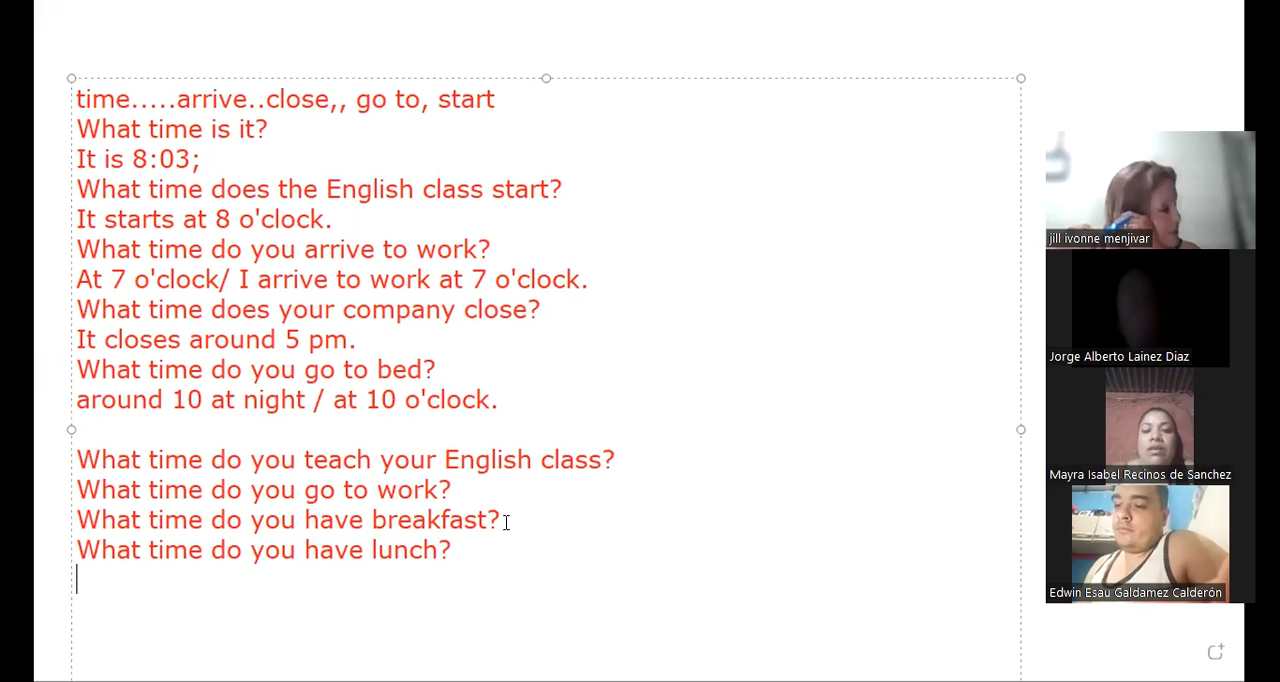 time.....arrive..close,, go to, start
What time is it?
It is 8:03;
What time does the English class start?
It starts at 8 o'clock.
What time do you arrive to work?
At 7 o'clock/ I arrive to work at 7 o'clock.
What time does your company close?
It closes around 5 pm.
What time do you go to bed?
around 10 at night / at 10 o'clock.
What time do you teach your English class?
What time do you go to work?
What time do you have breakfast?
What time do you have lunch?
jill ivonne menjivar
Jorge Alberto Lainez Diaz
Mayra Isabel Recinos de Sanchez
Edwin Esau Galdamez Calderón